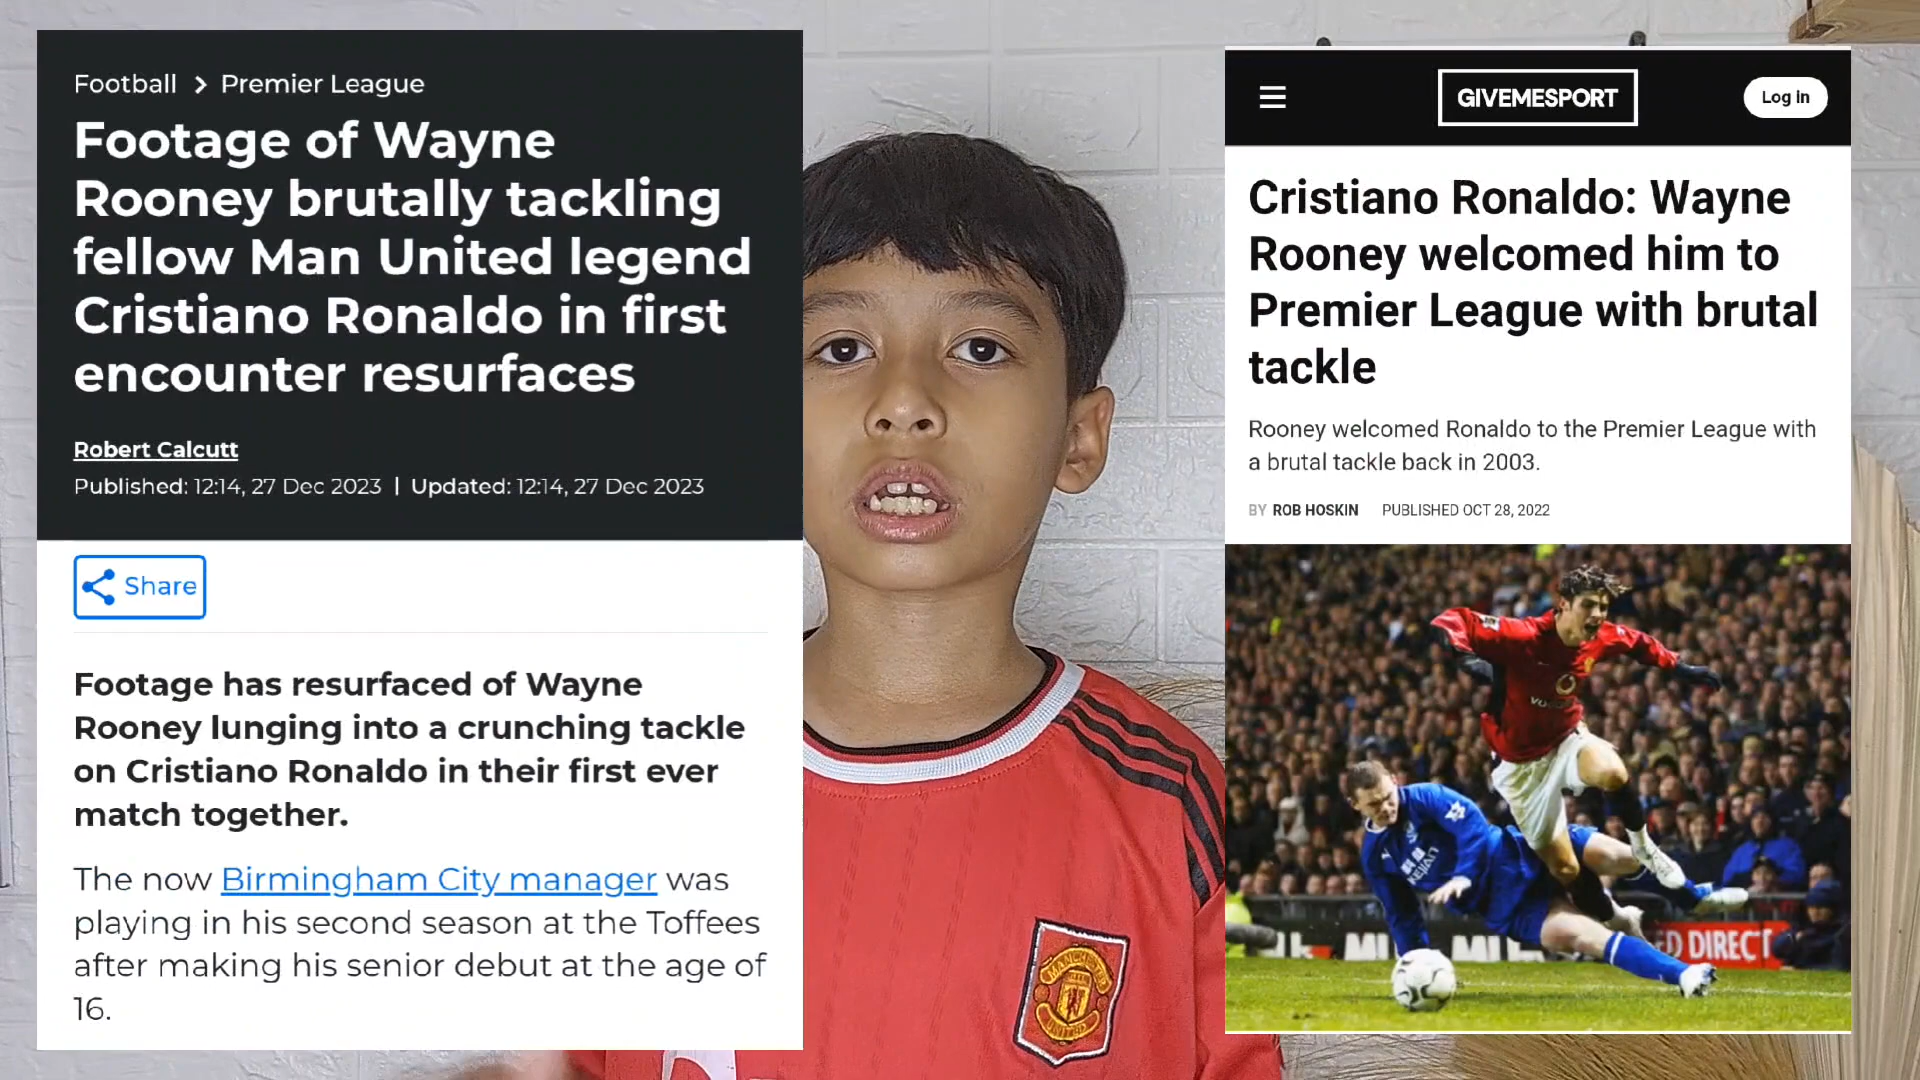 Football > Premier League
Footage of Wayne
Rooney brutally tackling
fellow Man United legend
Cristiano Ronaldo in first
encounter resurfaces
Robert Calcutt
Published: 12:14, 27 Dec 2023 | Updated: 12:14, 27 Dec 2023
Share
Footage has resurfaced of Wayne
Rooney lunging into a crunching tackle
on Cristiano Ronaldo in their first ever
match together.
The now Birmingham City manager was
playing in his second season at the Toffees
after making his senior debut at the age of
16.
GIVEMESPORT
Log in
Cristiano Ronaldo: Wayne
Rooney welcomed him to
Premier League with brutal
tackle
Rooney welcomed Ronaldo to the Premier League with
a brutal tackle back in 2003.
BY ROB HOSKIN PUBLISHED OCT 28, 2022
KEJIAN
DIRECT
MANCHESTER
UNITED